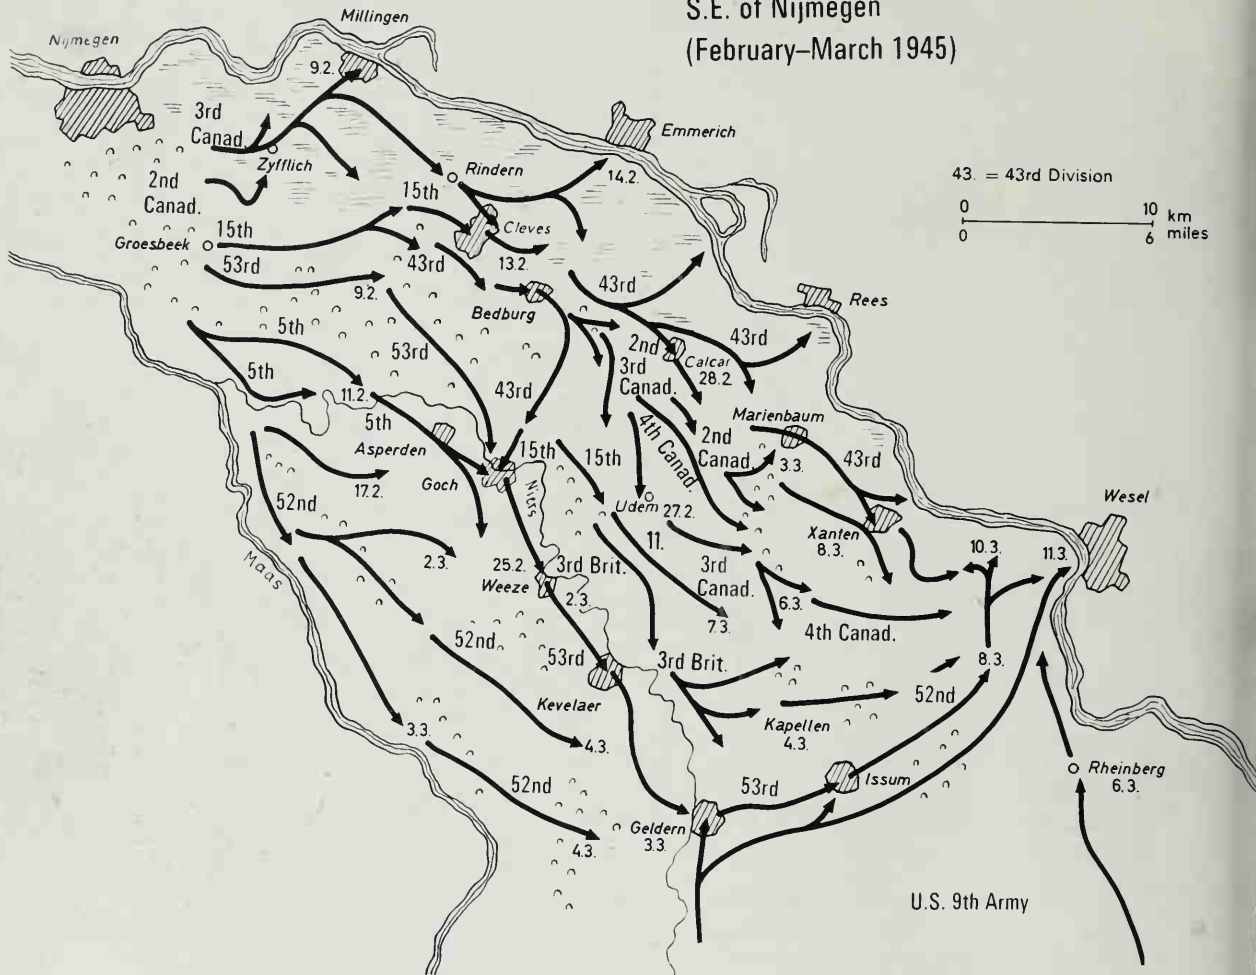 S.E. of Nijmegen
(February–March 1945)
Millingen
Nijmegen
9.2.
3rd
Canad.
Zyfflich
Emmerich
2nd
Canad.
Rindern
14.2.
43. = 43rd Division
0 10 km
0 6 miles
15th
Groesbeek
15th
Cleves
53rd
43rd
13.2.
9.2.
Bedburg
43rd
Rees
5th
53rd
2nd
43rd
Calcar
28.2.
3rd
Canad.
5th
11.2.
43rd
5th
Marienbaum
4th Canad.
2nd
Canad.
Asperden
15th
15th
3.3.
43rd
17.2.
Goch
Niers
Wesel
52nd
Udem 27.2.
Xanten
8.3.
11.
10.3.
11.3.
Maas
2.3.
25.2.
3rd Brit.
3rd
Canad.
Weeze
2.3.
6.3.
7.3.
4th Canad.
52nd
53rd
3rd Brit.
8.3.
52nd
Kevelaer
Kapellen
4.3.
3.3.
4.3.
52nd
53rd
Issum
Rheinberg
6.3.
Geldern
3.3.
4.3.
U.S. 9th Army